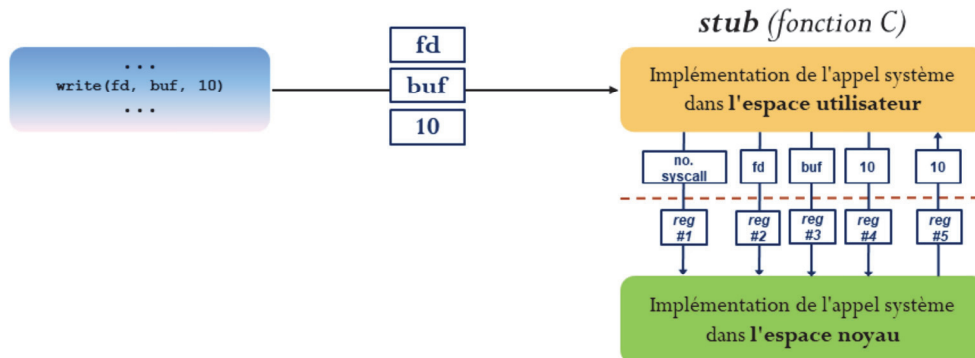 stub (fonction C)
...
write(fd, buf, 10)
...
fd
buf
10
Implémentation de l'appel système
dans l'espace utilisateur
no.
syscall
fd
buf
10
10
reg
#1
reg
#2
reg
#3
reg
#4
reg
#5
Implémentation de l'appel système
dans l'espace noyau